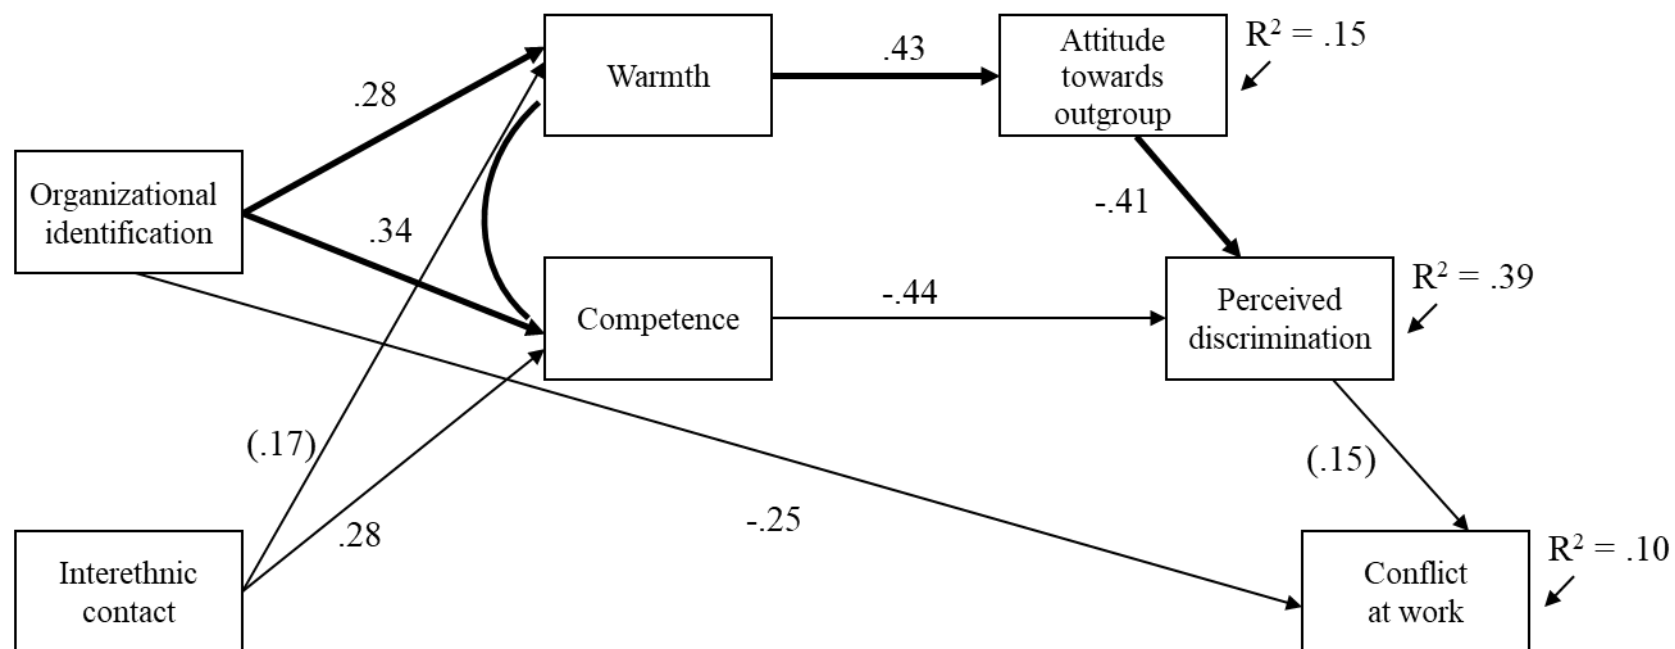 Warmth
.43
Attitude
towards
outgroup
R² = .15
.28
Organizational
identification
.34
-.41
Competence
-.44
Perceived
discrimination
R² = .39
(.17)
.28
-.25
(.15)
Interethnic
contact
Conflict
at work
R² = .10